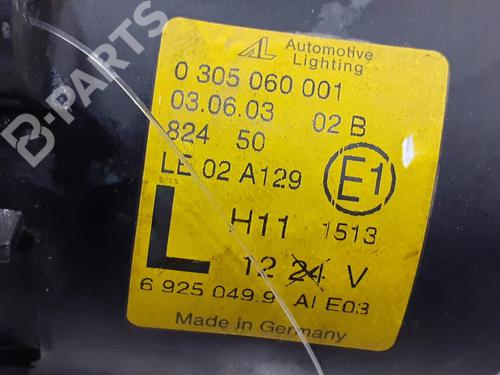 B-PARTS
AL Automotive
Lighting
0 305 060 001
03.06.03 02 B
824 50
LE 02 A129
E1
H11 1513
L
12 24 V
6 925 049.9 AI E03
Made in Germany